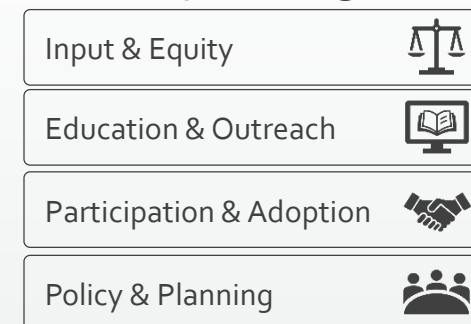 Input & Equity
Education & Outreach
Participation & Adoption
Policy & Planning